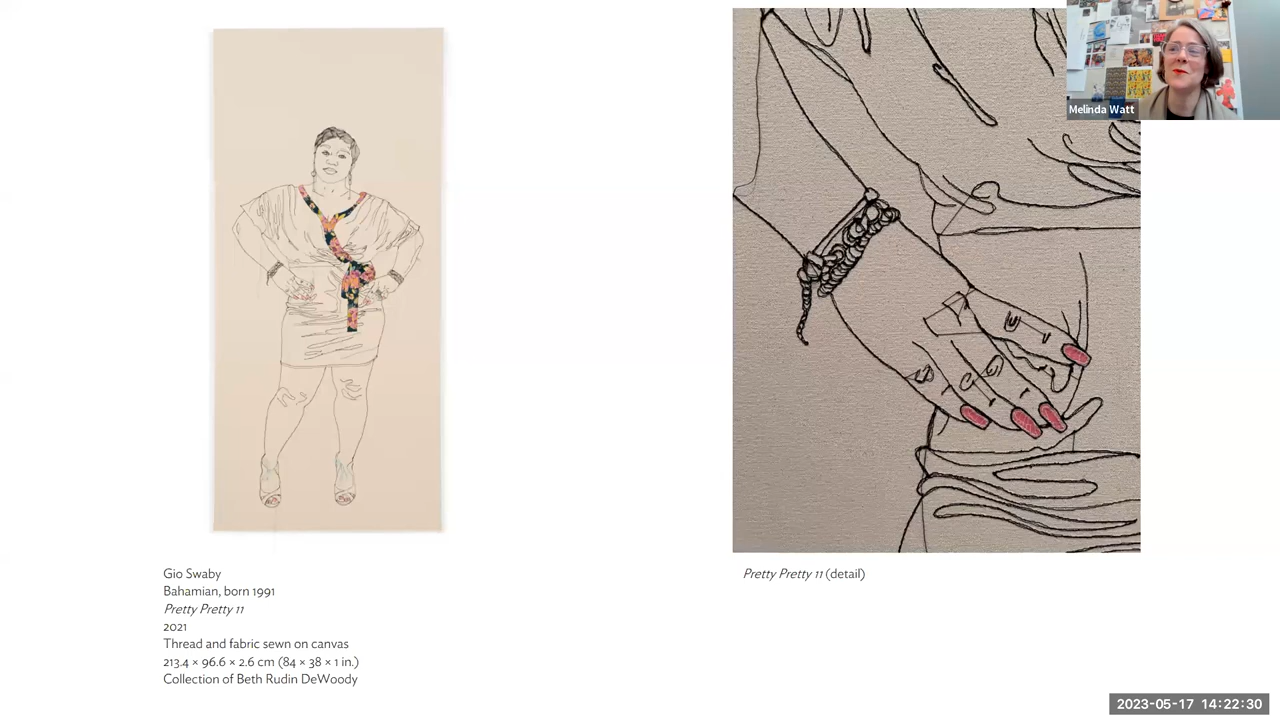 Melinda Watt
Gio Swaby
Bahamian, born 1991
Pretty Pretty 11
2021
Thread and fabric sewn on canvas
213.4 × 96.6 × 2.6 cm (84 × 38 × 1 in.)
Collection of Beth Rudin DeWoody
Pretty Pretty 11 (detail)
2023-05-17 14:22:30